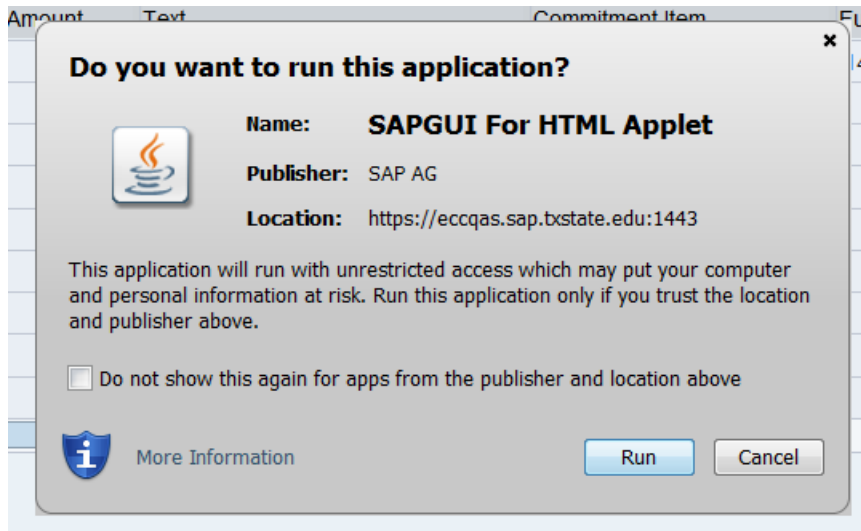 Amount Text Commitment Item
Do you want to run this application?
Name: SAPGUI For HTML Applet
Publisher: SAP AG
Location: https://eccqas.sap.txstate.edu:1443
This application will run with unrestricted access which may put your computer
and personal information at risk. Run this application only if you trust the location
and publisher above.
Do not show this again for apps from the publisher and location above
More Information Run Cancel